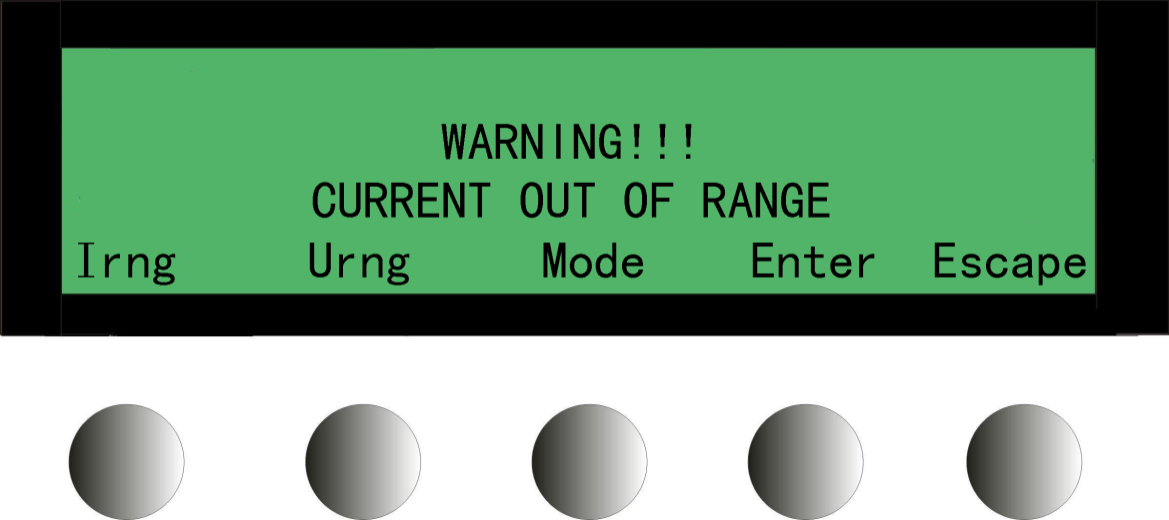 WARNING!!!
CURRENT OUT OF RANGE
Irng Urng Mode Enter Escape